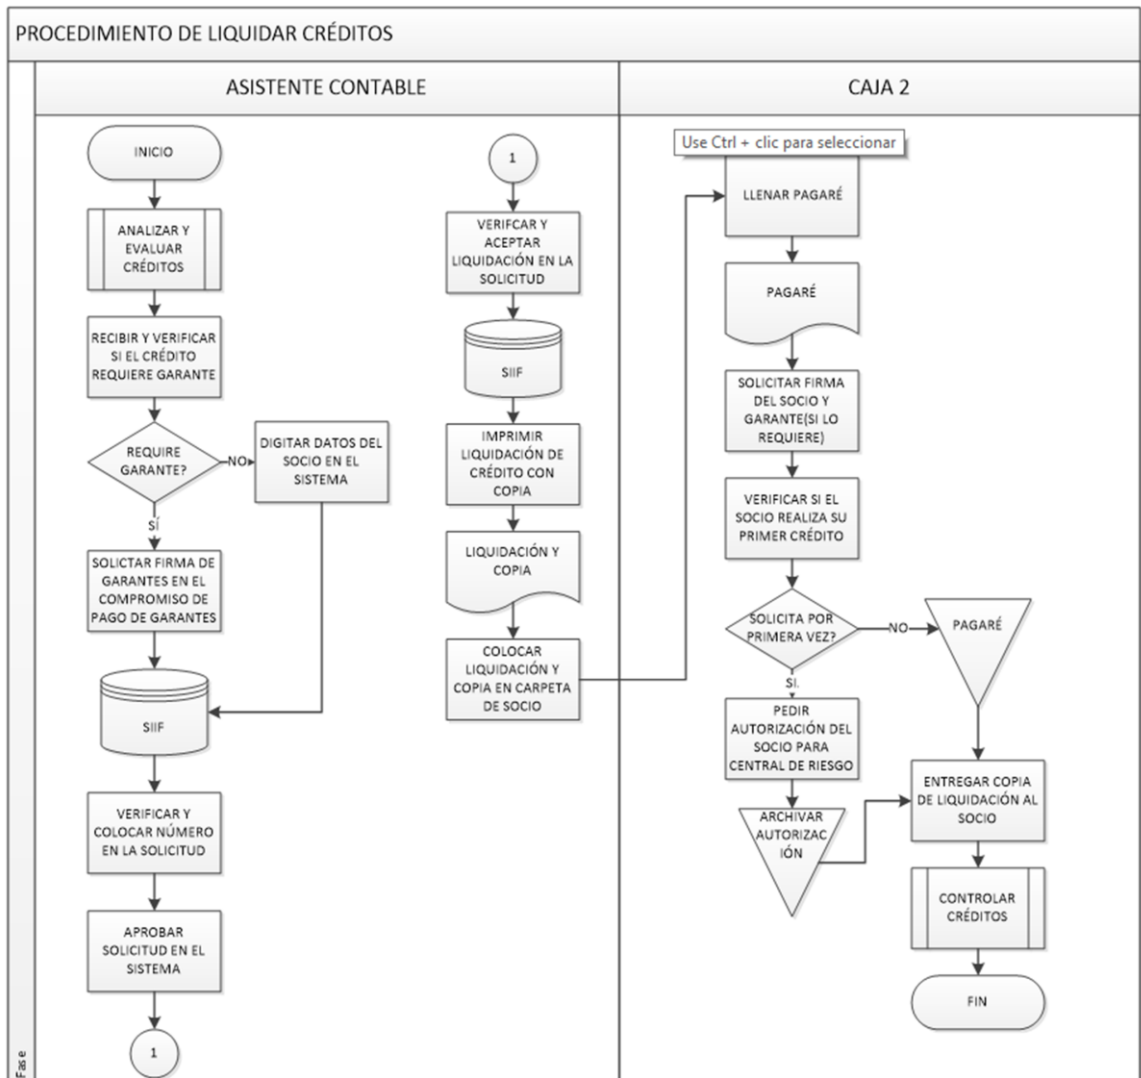 PROCEDIMIENTO DE LIQUIDAR CRÉDITOS
ASISTENTE CONTABLE
INICIO
ANALIZAR Y
EVALUAR
CRÉDITOS
RECIBIR Y VERIFICAR
SI EL CRÉDITO
REQUIERE GARANTE
REQUIRE
GARANTE?
NO
DIGITAR DATOS DEL
SOCIO EN EL
SISTEMA
SÍ
SOLICTAR FIRMA DE
GARANTES EN EL
COMPROMISO DE
PAGO DE GARANTES
SIIF
VERIFICAR Y
COLOCAR NÚMERO
EN LA SOLICITUD
APROBAR
SOLICITUD EN EL
SISTEMA
1
1
VERIFCAR Y
ACEPTAR
LIQUIDACIÓN EN LA
SOLICITUD
SIIF
IMPRIMIR
LIQUIDACIÓN DE
CRÉDITO CON
COPIA
LIQUIDACIÓN Y
COPIA
COLOCAR
LIQUIDACIÓN Y
COPIA EN CARPETA
DE SOCIO
CAJA 2
Use Ctrl + clic para seleccionar
LLENAR PAGARÉ
PAGARÉ
SOLICITAR FIRMA
DEL SOCIO Y
GARANTE(SI LO
REQUIERE)
VERIFICAR SI EL
SOCIO REALIZA SU
PRIMER CRÉDITO
SOLICITA POR
PRIMERA VEZ?
NO
PAGARÉ
SI.
PEDIR
AUTORIZACIÓN DEL
SOCIO PARA
CENTRAL DE RIESGO
ARCHIVAR
AUTORIZAC
IÓN
ENTREGAR COPIA
DE LIQUIDACIÓN AL
SOCIO
CONTROLAR
CRÉDITOS
FIN
Fase